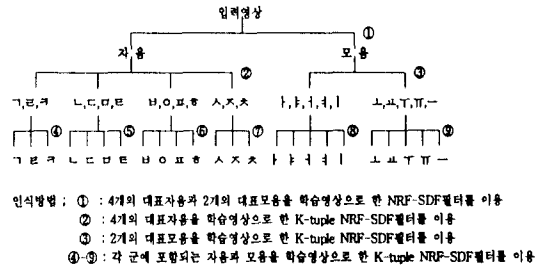 입력영상
①
자음 모음
② ③
ㄱ,ㄹ,ㅋ ㄴ,ㄷ,ㅁ,ㅌ ㅂ,ㅇ,ㅍ,ㅎ ㅅ,ㅈ,ㅊ ㅏ,ㅑ,ㅓ,ㅕ,ㅣ ㅗ,ㅛ,ㅜ,ㅠ,ㅡ
④ ⑤ ⑥ ⑦ ⑧ ⑨
ㄱ ㄹ ㅋ ㄴ ㄷ ㅁ ㅌ ㅂ ㅇ ㅍ ㅎ ㅅ ㅈ ㅊ ㅏ ㅑ ㅓ ㅕ ㅣ ㅗ ㅛ ㅜ ㅠ ㅡ
인식방법 ; ① : 4개의 대표자음과 2개의 대표모음을 학습영상으로 한 NRF-SDF필터를 이용
② : 4개의 대표자음을 학습영상으로 한 K-tuple NRF-SDF필터를 이용
③ : 2개의 대표모음을 학습영상으로 한 K-tuple NRF-SDF필터를 이용
④-⑨ : 각 군에 포함되는 자음과 모음을 학습영상으로 한 K-tuple NRF-SDF필터를 이용